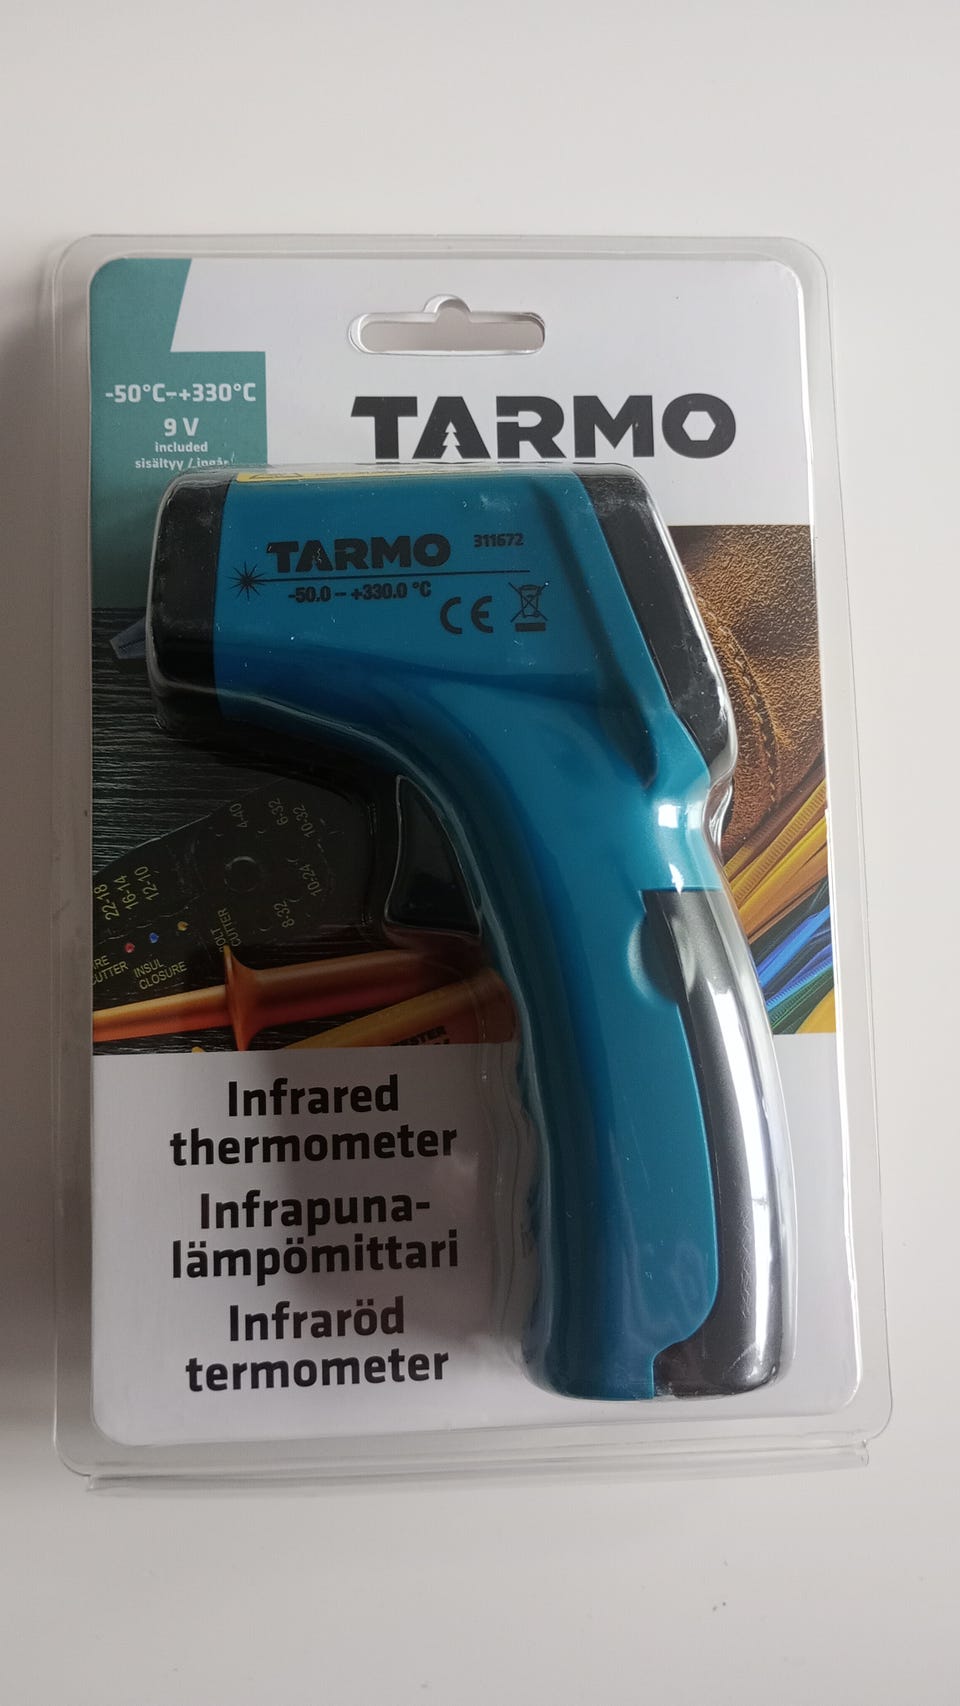 -50°C-+330°C
9 V
included
sisältyy / ingår
TARMO
TARMO 311672
-50.0 - +330.0 °C
CE
4-40
6-32
10-32
22-18
16-14
12-10
8-32
10-24
BOLT
CUTTER
INSUL
CLOSURE
Infrared
thermometer
Infrapuna-
lämpömittari
Infraröd
termometer